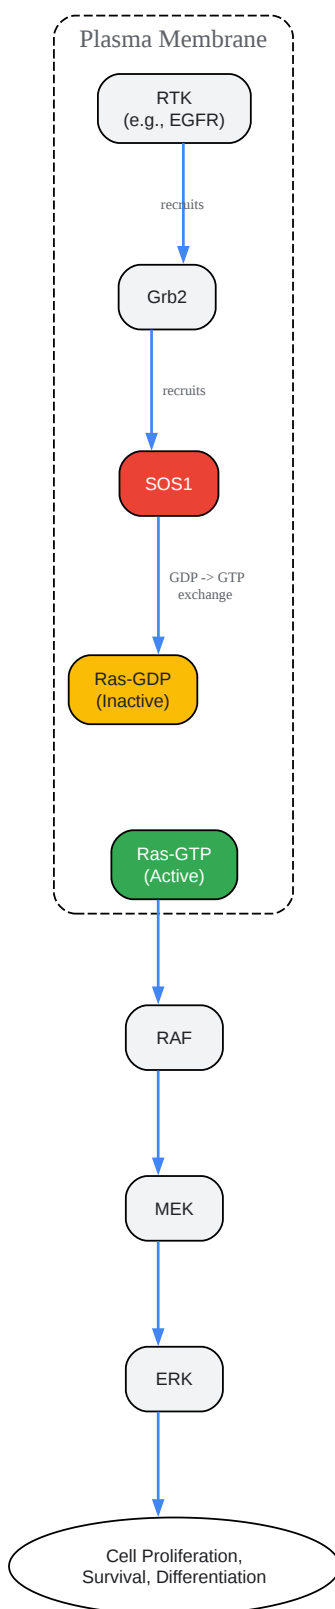 Plasma Membrane
RTK
(e.g., EGFR)
recruits
Grb2
recruits
SOS1
GDP -> GTP
exchange
Ras-GDP
(Inactive)
Ras-GTP
(Active)
RAF
MEK
ERK
Cell Proliferation,
Survival, Differentiation